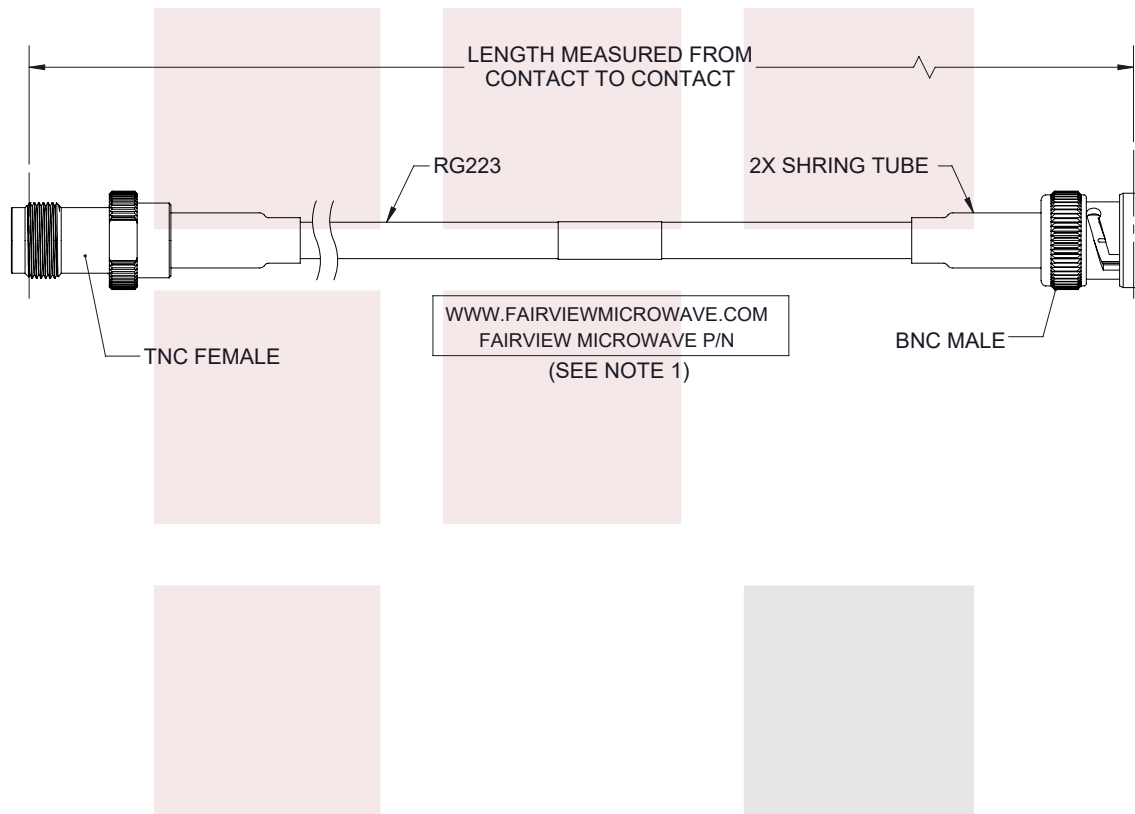 LENGTH MEASURED FROM
CONTACT TO CONTACT
RG223
2X SHRING TUBE
WWW.FAIRVIEWMICROWAVE.COM
FAIRVIEW MICROWAVE P/N
(SEE NOTE 1)
TNC FEMALE
BNC MALE